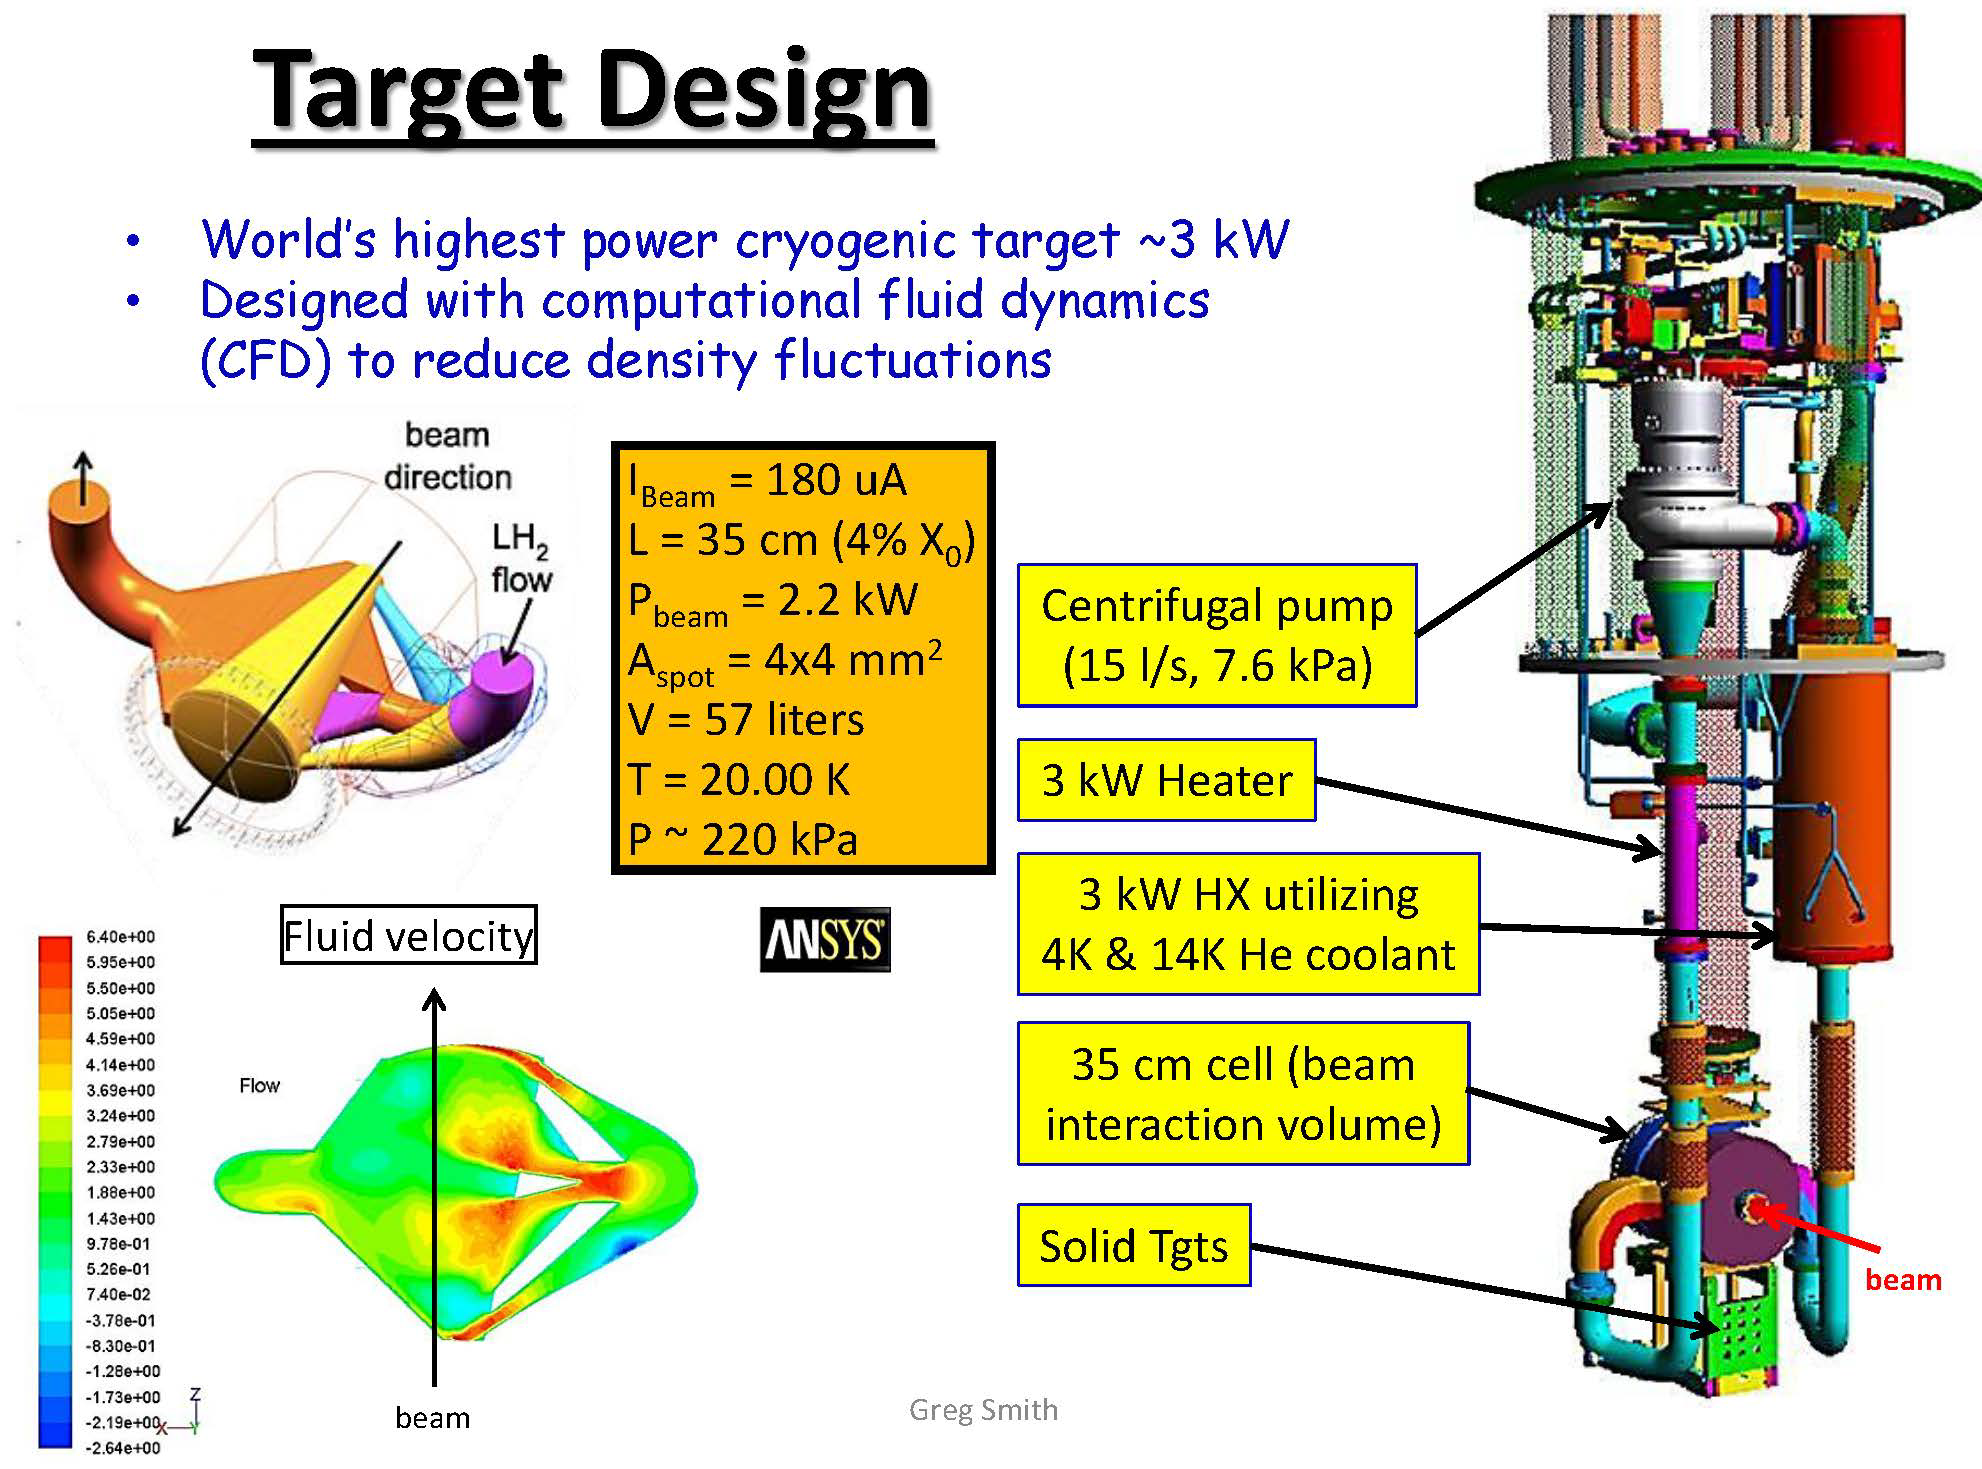 Target Design
• World's highest power cryogenic target ~3 kW
• Designed with computational fluid dynamics
(CFD) to reduce density fluctuations
beam
direction
LH2
flow
IBeam = 180 uA
L = 35 cm (4% X0)
Pbeam = 2.2 kW
Aspot = 4x4 mm2
V = 57 liters
T = 20.00 K
P ~ 220 kPa
Centrifugal pump
(15 l/s, 7.6 kPa)
3 kW Heater
3 kW HX utilizing
4K & 14K He coolant
35 cm cell (beam
interaction volume)
Solid Tgts
beam
Fluid velocity
ANSYS
6.40e+00
5.95e+00
5.50e+00
5.05e+00
4.59e+00
4.14e+00
3.69e+00
3.24e+00
2.79e+00
2.33e+00
1.88e+00
1.43e+00
9.78e-01
5.26e-01
7.40e-02
-3.78e-01
-8.30e-01
-1.28e+00
-1.73e+00
-2.19e+00
-2.64e+00
Flow
Z
X
Y
beam
Greg Smith